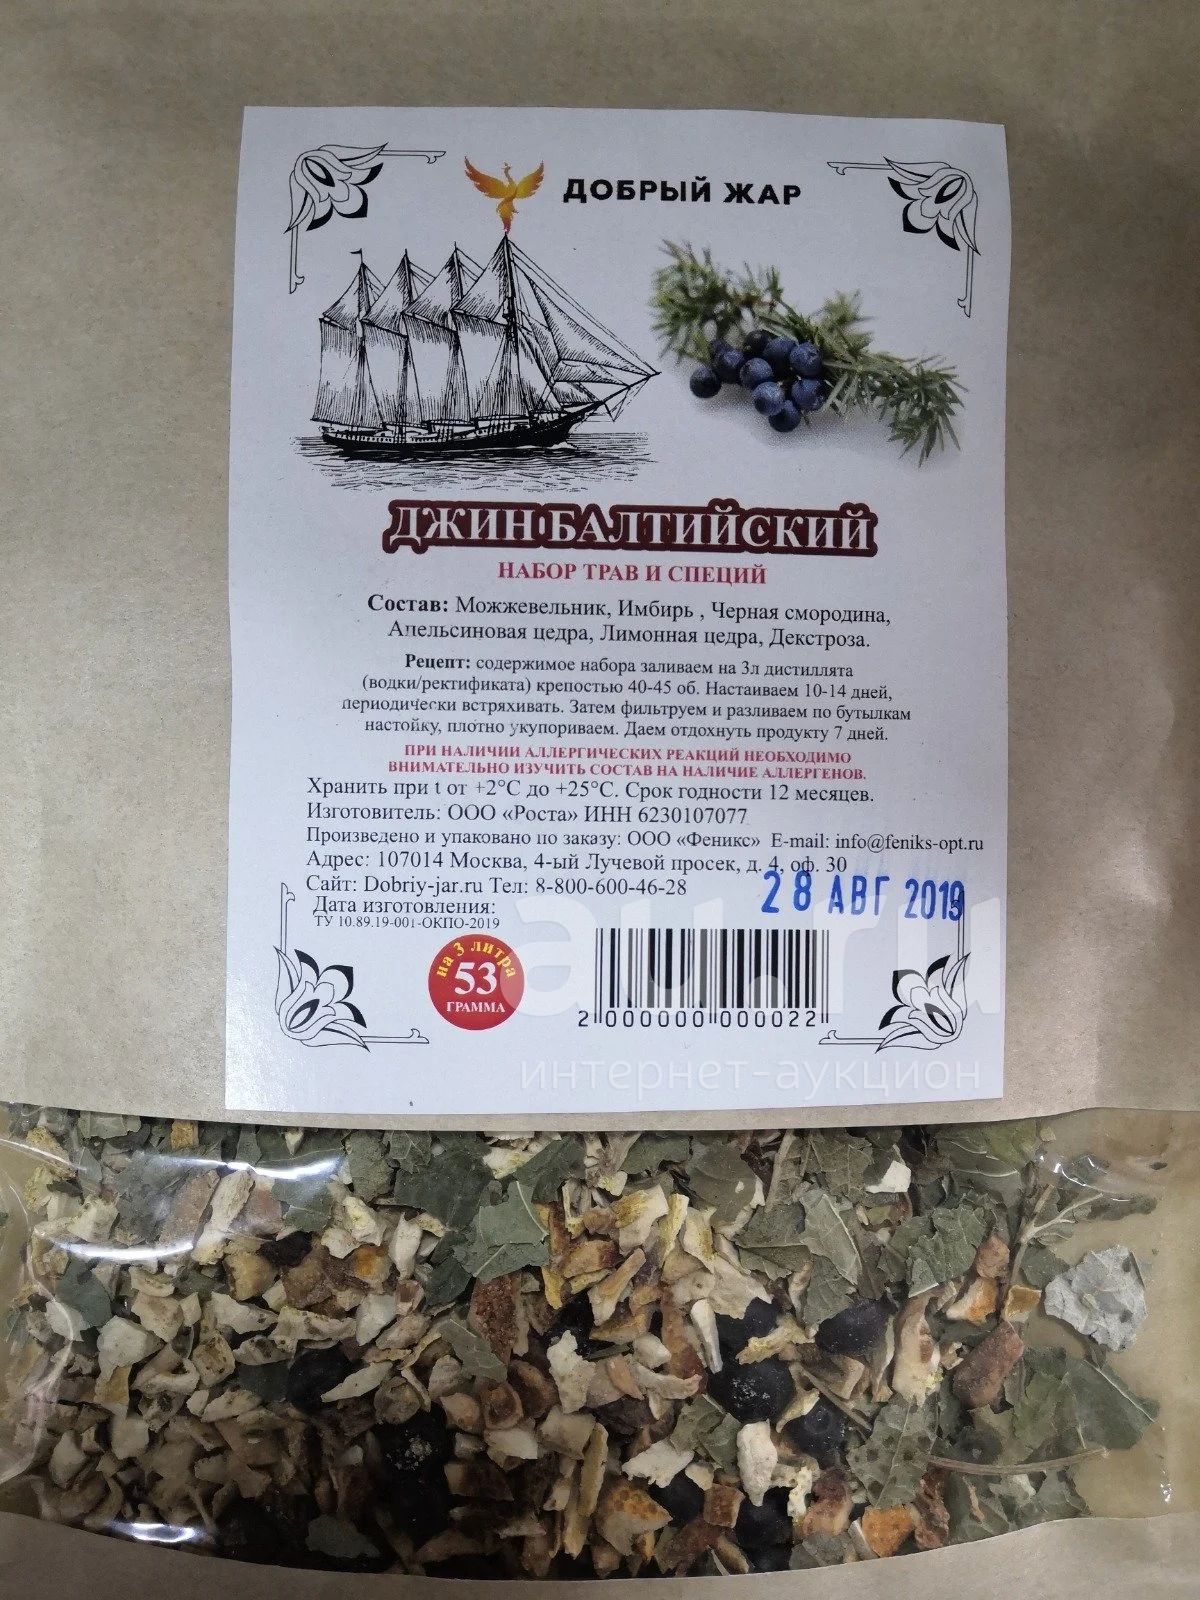 ДОБРЫЙ ЖАР
ДЖИН БАЛТИЙСКИЙ
НАБОР ТРАВ И СПЕЦИЙ
Состав: Можжевельник, Имбирь , Черная смородина,
Апельсиновая цедра, Лимонная цедра, Декстроза.
Рецепт: содержимое набора заливаем на 3л дистиллята
(водки/ректификата) крепостью 40-45 об. Настаиваем 10-14 дней,
периодически встряхивать. Затем фильтруем и разливаем по бутылкам
настойку, плотно укупориваем. Даем отдохнуть продукту 7 дней.
ПРИ НАЛИЧИИ АЛЛЕРГИЧЕСКИХ РЕАКЦИЙ НЕОБХОДИМО
ВНИМАТЕЛЬНО ИЗУЧИТЬ СОСТАВ НА НАЛИЧИЕ АЛЛЕРГЕНОВ.
Хранить при t от +2°С до +25°С. Срок годности 12 месяцев.
Изготовитель: ООО «Роста» ИНН 6230107077
Произведено и упаковано по заказу: ООО «Феникс» E-mail: info@feniks-opt.ru
Адрес: 107014 Москва, 4-ый Лучевой просек, д. 4, оф. 30
Сайт: Dobriy-jar.ru Тел: 8-800-600-46-28
28 АВГ 2019
Дата изготовления:
ТУ 10.89.19-001-ОКПО-2019
на 3 литра
53
ГРАММА
2 000000 000022
au.ru
интернет-аукцион